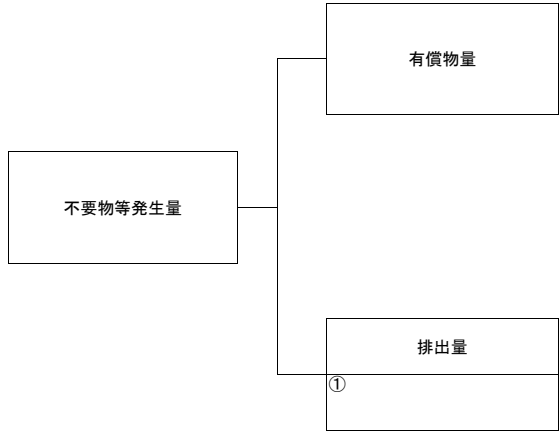 有償物量
不要物等発生量
排出量
①